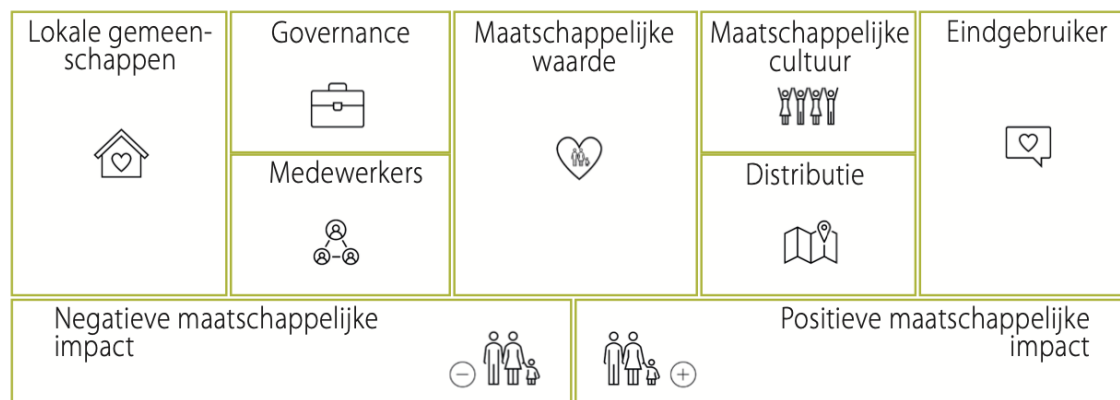 Lokale gemeen-
schappen
Governance
Medewerkers
Maatschappelijke
waarde
Maatschappelijke
cultuur
Distributie
Eindgebruiker
Negatieve maatschappelijke
impact
Positieve maatschappelijke
impact